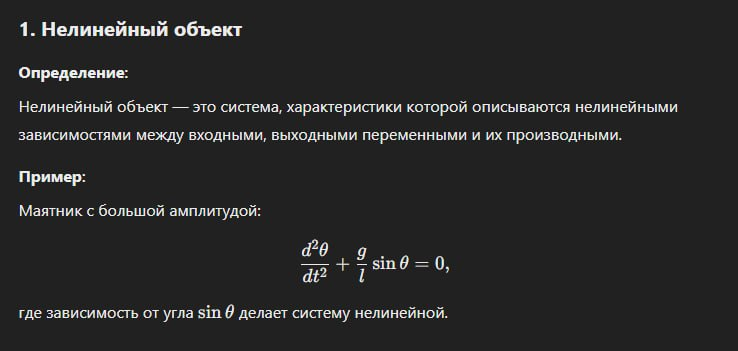 1. Нелинейный объект
Определение:
Нелинейный объект — это система, характеристики которой описываются нелинейными
зависимостями между входными, выходными переменными и их производными.
Пример:
Маятник с большой амплитудой:
d²θ/dt² + g/l sin θ = 0,
где зависимость от угла sin θ делает систему нелинейной.